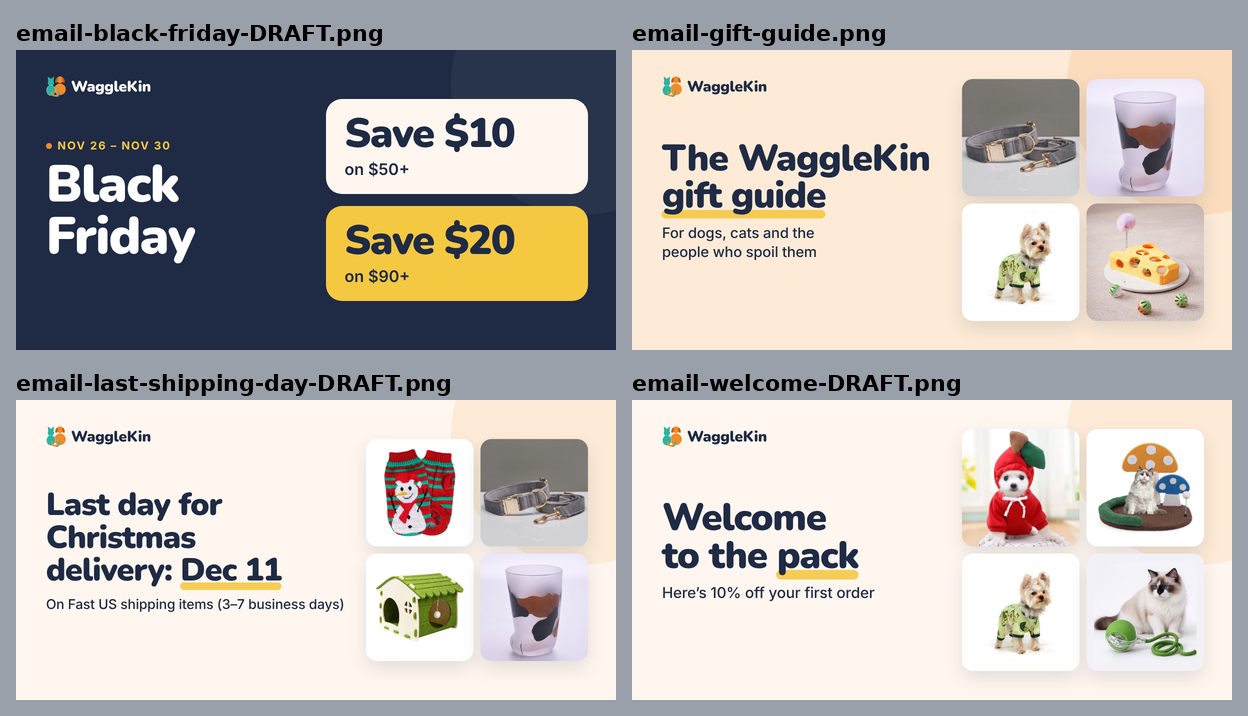 email-black-friday-DRAFT.png
WaggleKin
NOV 26 – NOV 30
Black
Friday
Save $10
on $50+
Save $20
on $90+
email-gift-guide.png
WaggleKin
The WaggleKin
gift guide
For dogs, cats and the
people who spoil them
email-last-shipping-day-DRAFT.png
WaggleKin
Last day for
Christmas
delivery: Dec 11
On Fast US shipping items (3–7 business days)
email-welcome-DRAFT.png
WaggleKin
Welcome
to the pack
Here’s 10% off your first order